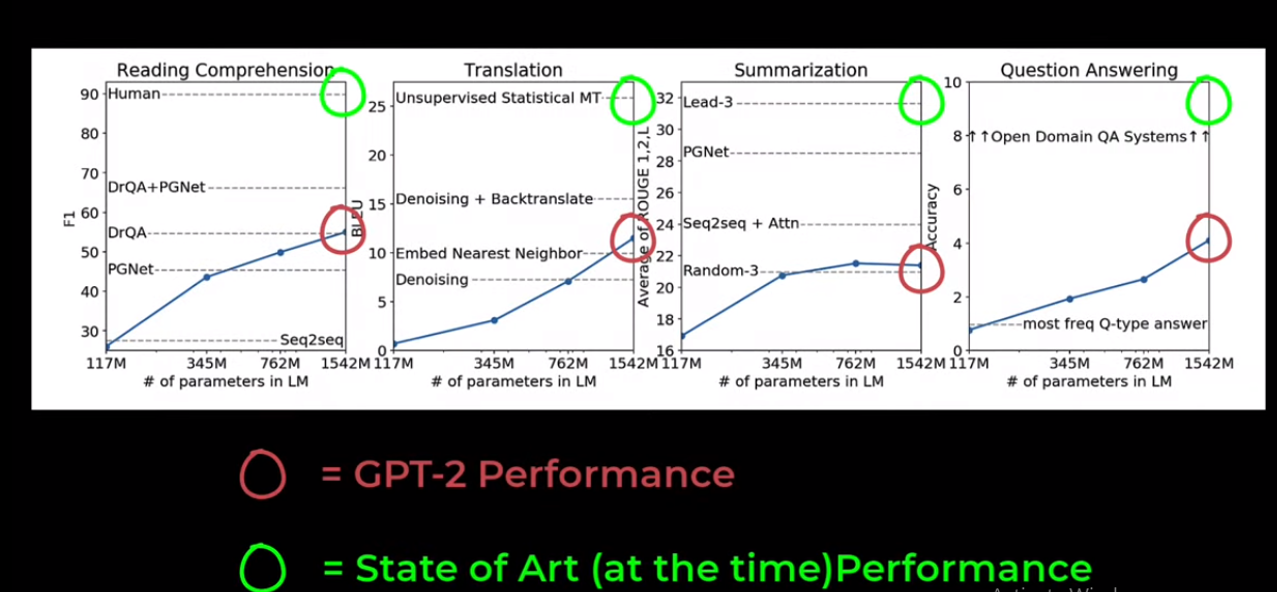 Reading Comprehension
90
80
70
60
50
40
30
F1
Human
DrQA+PGNet
DrQA
PGNet
Seq2seq
117M 345M 762M 1542M
# of parameters in LM
Translation
25
20
15
10
5
0
BLEU
Unsupervised Statistical MT
Denoising + Backtranslate
Embed Nearest Neighbor
Denoising
117M 345M 762M 1542M
# of parameters in LM
Summarization
32
30
28
26
24
22
20
18
16
Average of ROUGE 1,2,L
Lead-3
PGNet
Seq2seq + Attn
Random-3
117M 345M 762M 1542M
# of parameters in LM
Question Answering
10
8
6
4
2
0
Accuracy
↑↑Open Domain QA Systems↑↑
most freq Q-type answer
117M 345M 762M 1542M
# of parameters in LM
= GPT-2 Performance
= State of Art (at the time)Performance